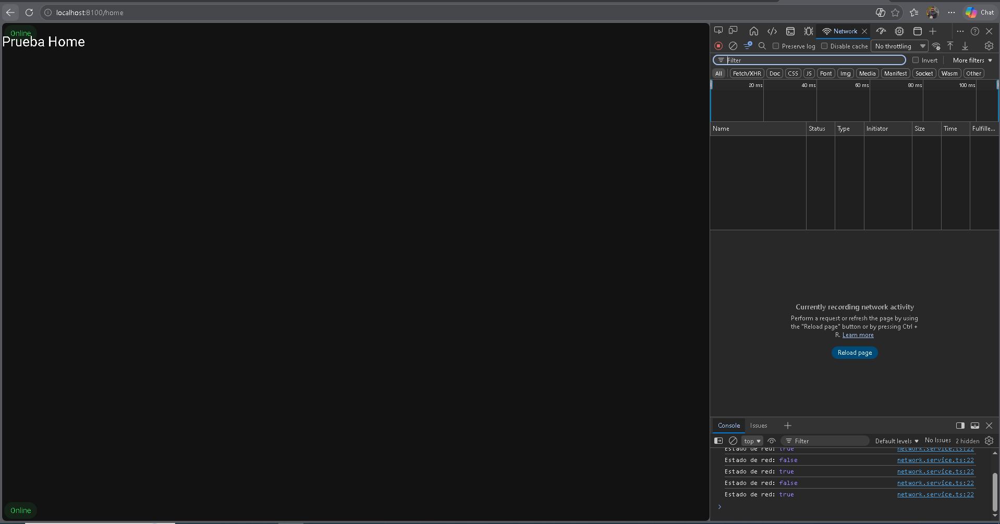 localhost:8100/home
Chat
Online
Prueba Home
Online
Network
Preserve log
Disable cache
No throttling
Filter
Invert
More filters
All
Fetch/XHR
Doc
CSS
JS
Font
Img
Media
Manifest
Socket
Wasm
Other
20 ms
40 ms
60 ms
80 ms
100 ms
Name
Status
Type
Initiator
Size
Time
Fulfille...
Currently recording network activity
Perform a request or refresh the page by using
the "Reload page" button or by pressing Ctrl +
R. Learn more
Reload page
Console
Issues
top
Filter
Default levels
No Issues
2 hidden
Estado de red: true network.service.ts:22
Estado de red: false network.service.ts:22
Estado de red: true network.service.ts:22
Estado de red: false network.service.ts:22
Estado de red: true network.service.ts:22